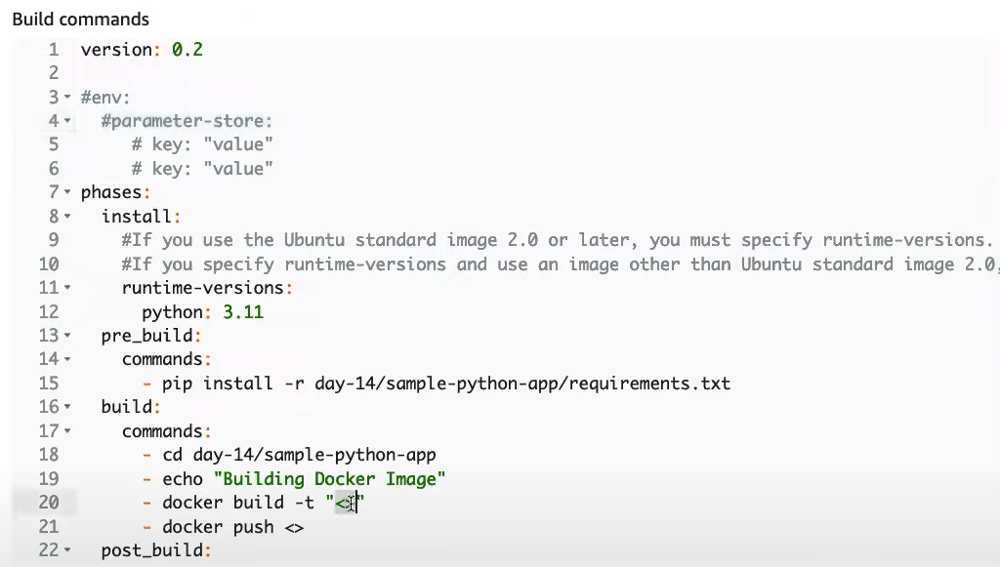 Build commands
1 version: 0.2
2
3 #env:
4 #parameter-store:
5 # key: "value"
6 # key: "value"
7 phases:
8 install:
9 #If you use the Ubuntu standard image 2.0 or later, you must specify runtime-versions.
10 #If you specify runtime-versions and use an image other than Ubuntu standard image 2.0,
11 runtime-versions:
12 python: 3.11
13 pre_build:
14 commands:
15 - pip install -r day-14/sample-python-app/requirements.txt
16 build:
17 commands:
18 - cd day-14/sample-python-app
19 - echo "Building Docker Image"
20 - docker build -t "<>"
21 - docker push <>
22 post_build: